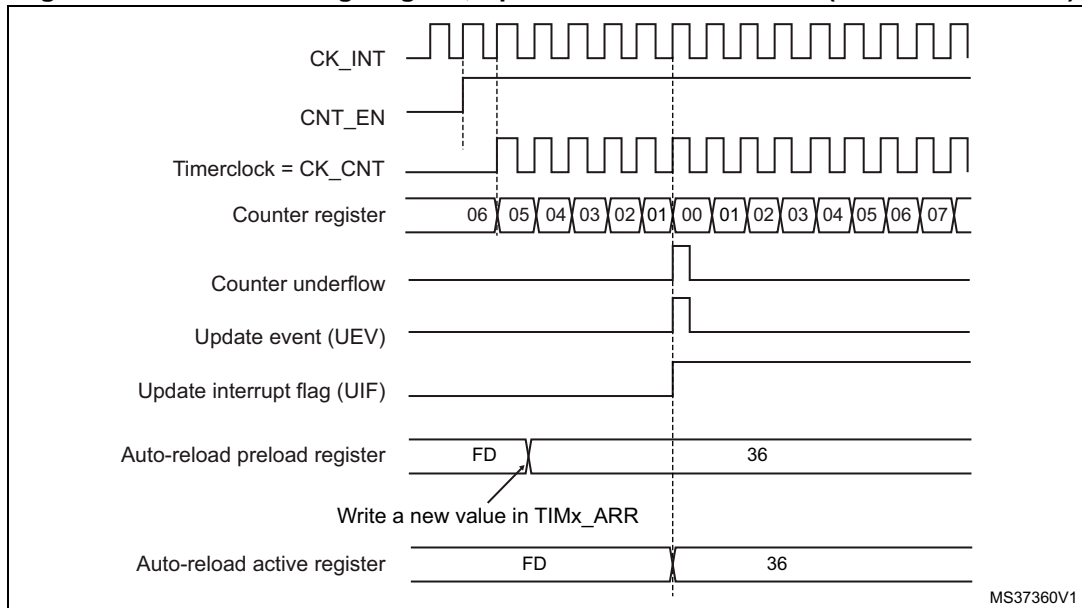 CK_INT
CNT_EN
Timerclock = CK_CNT
Counter register 06 05 04 03 02 01 00 01 02 03 04 05 06 07
Counter underflow
Update event (UEV)
Update interrupt flag (UIF)
Auto-reload preload register FD 36
Write a new value in TIMx_ARR
Auto-reload active register FD 36
MS37360V1